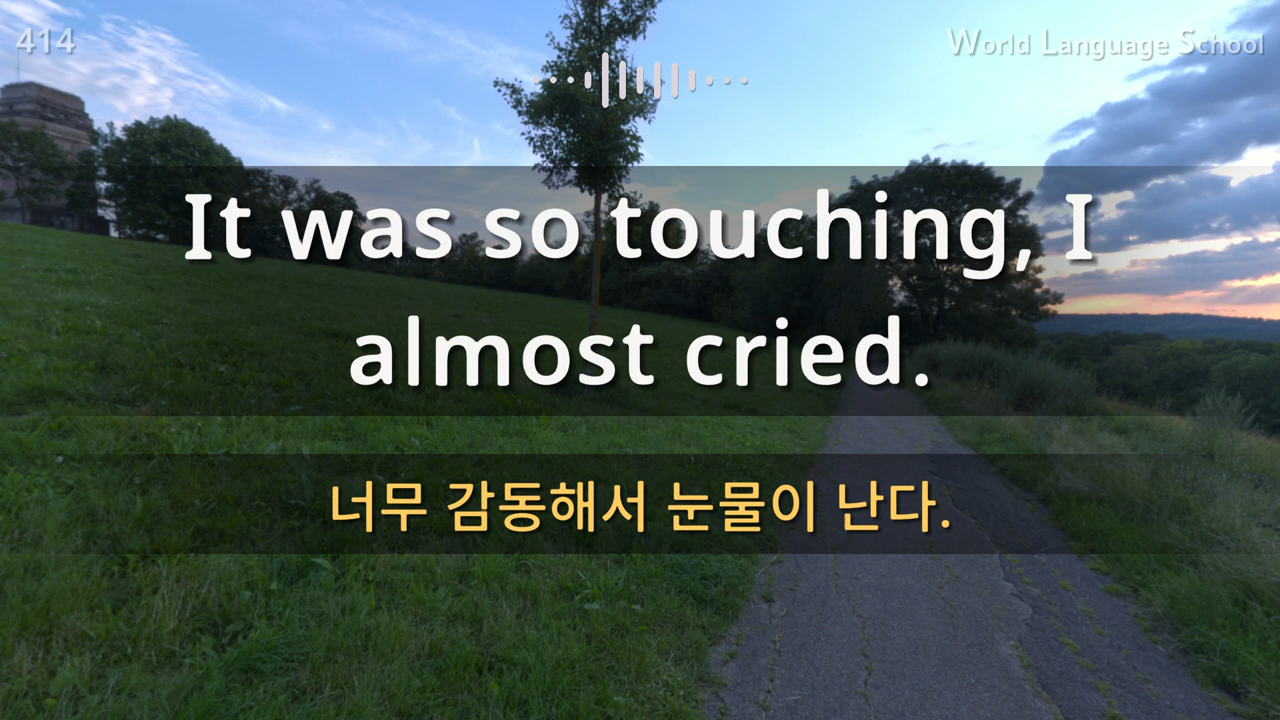 414
World Language School
It was so touching, I
almost cried.
너무 감동해서 눈물이 난다.